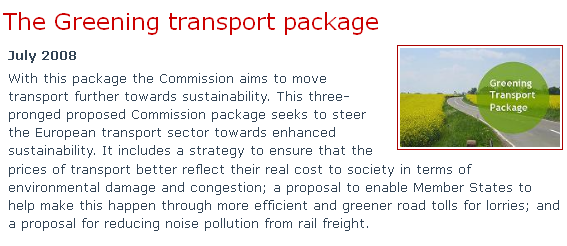 The Greening transport package
July 2008
With this package the Commission aims to move
transport further towards sustainability. This three-
pronged proposed Commission package seeks to steer
the European transport sector towards enhanced
sustainability. It includes a strategy to ensure that the
prices of transport better reflect their real cost to society in terms of
environmental damage and congestion; a proposal to enable Member States to
help make this happen through more efficient and greener road tolls for lorries; and
a proposal for reducing noise pollution from rail freight.
Greening
Transport
Package